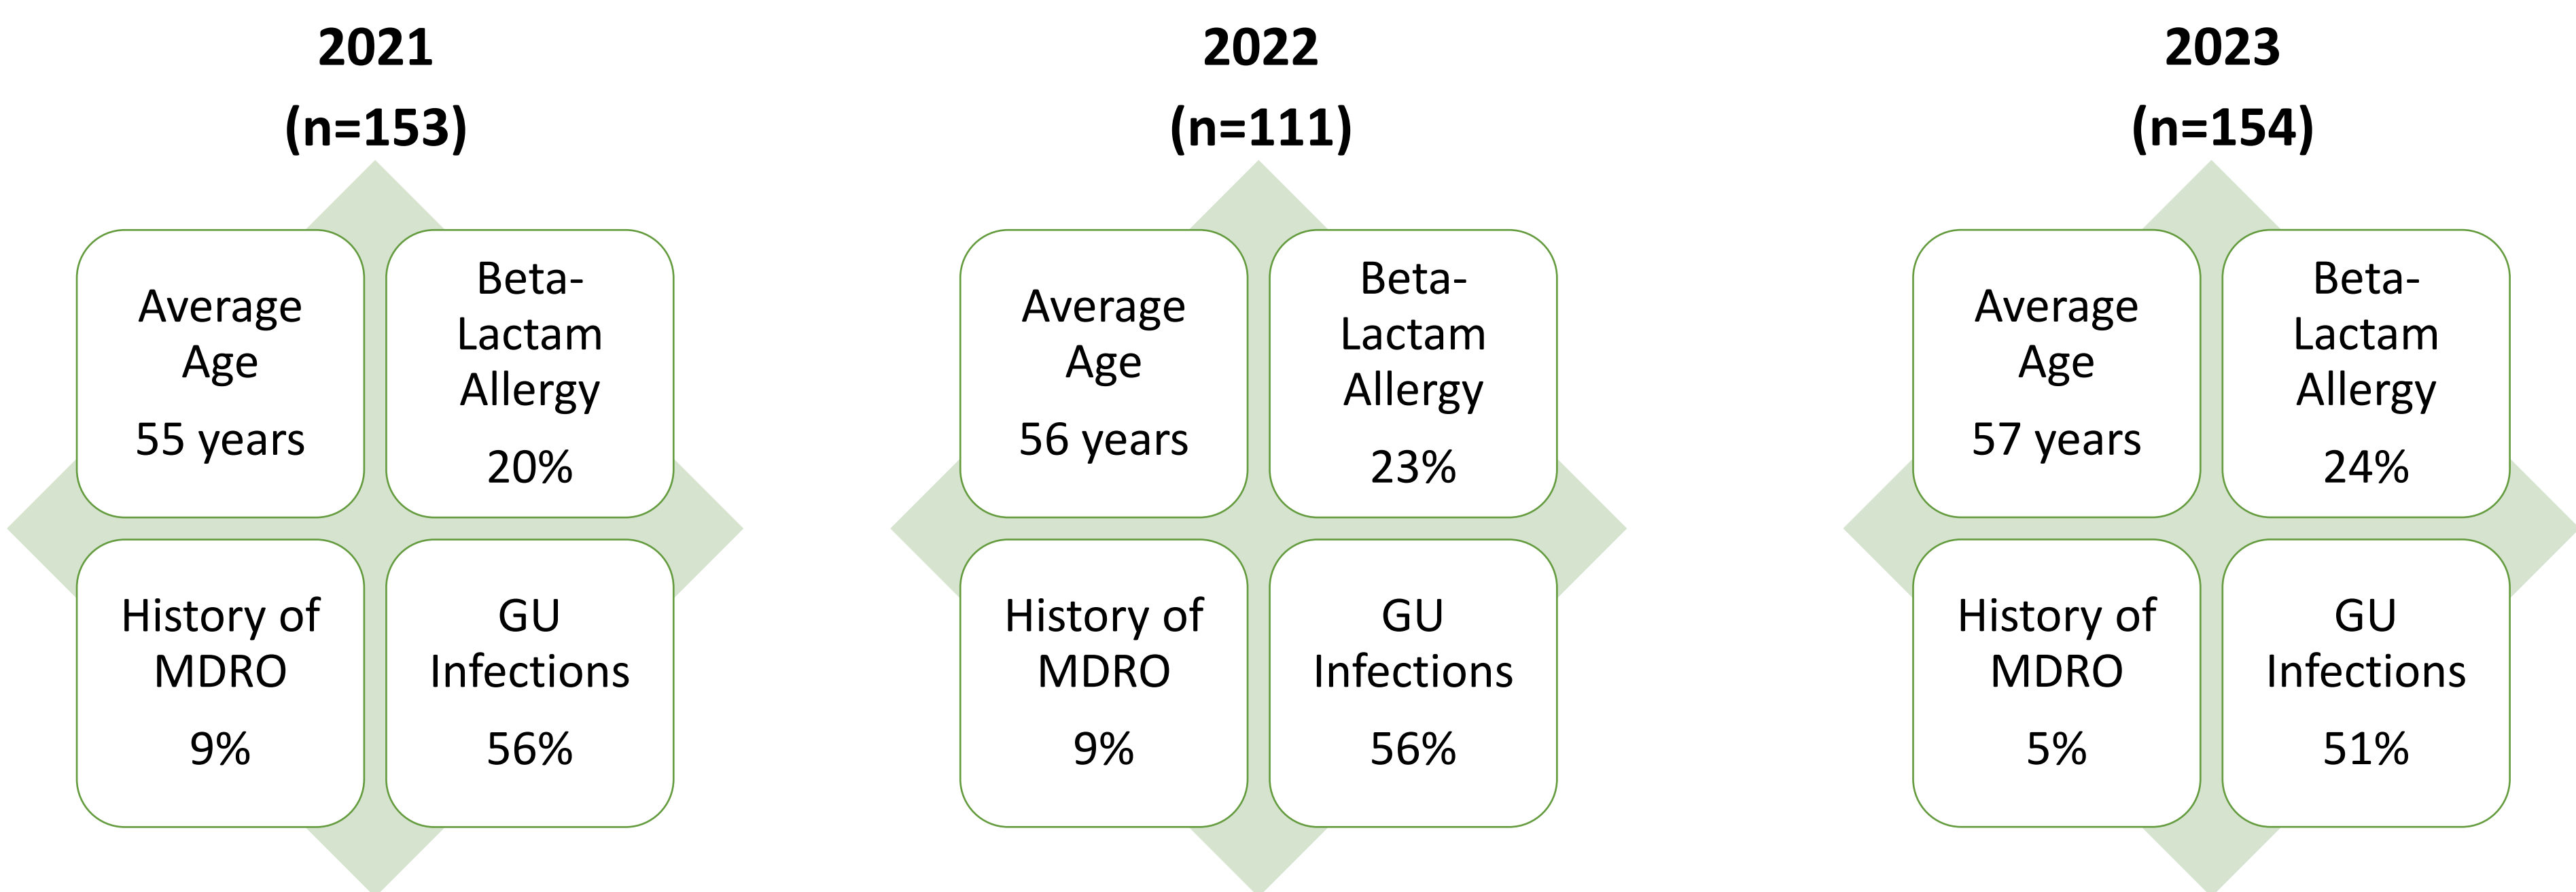 2021
(n=153)
Average
Age
55 years
Beta-
Lactam
Allergy
20%
History of
MDRO
9%
GU
Infections
56%
2022
(n=111)
Average
Age
56 years
Beta-
Lactam
Allergy
23%
History of
MDRO
9%
GU
Infections
56%
2023
(n=154)
Average
Age
57 years
Beta-
Lactam
Allergy
24%
History of
MDRO
5%
GU
Infections
51%